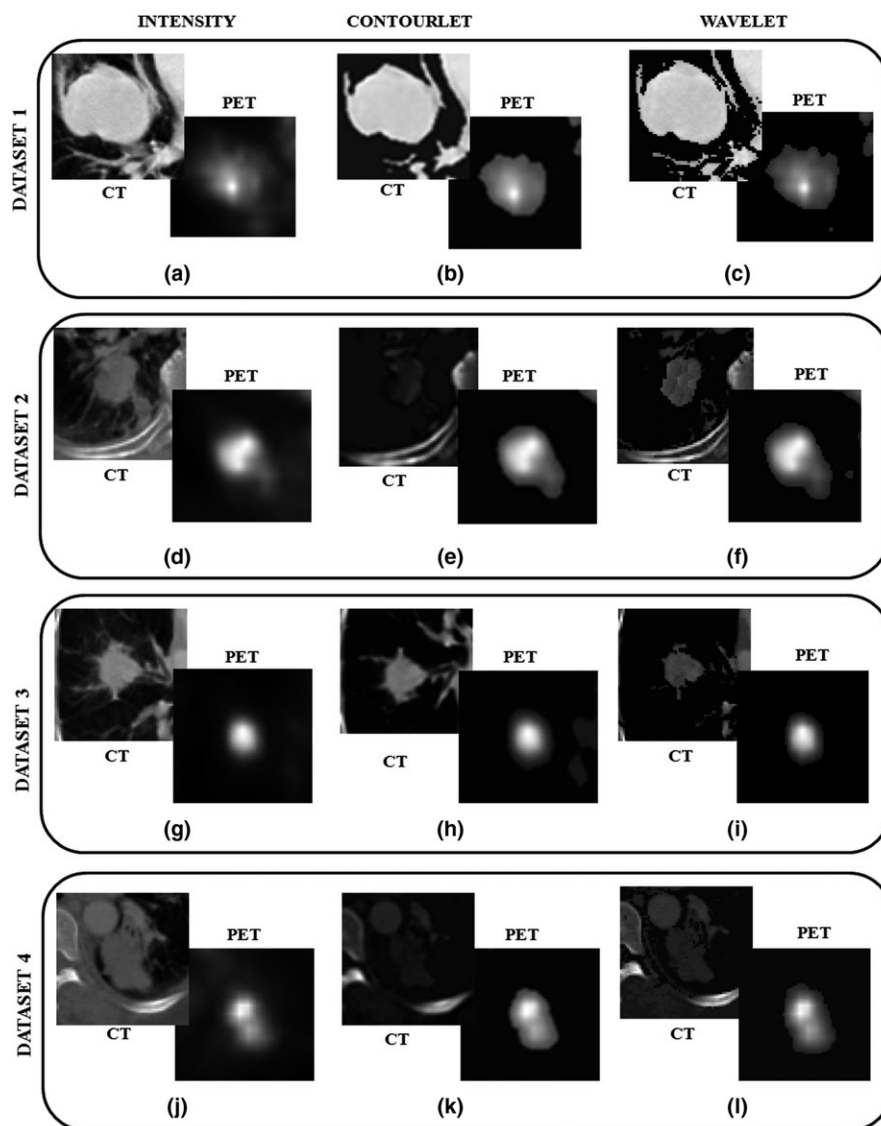 INTENSITY CONTOURLET WAVELET
DATASET 1
PET PET PET
CT CT CT
(a) (b) (c)
DATASET 2
PET PET PET
CT CT CT
(d) (e) (f)
DATASET 3
PET PET PET
CT CT CT
(g) (h) (i)
DATASET 4
PET PET PET
CT CT CT
(j) (k) (l)